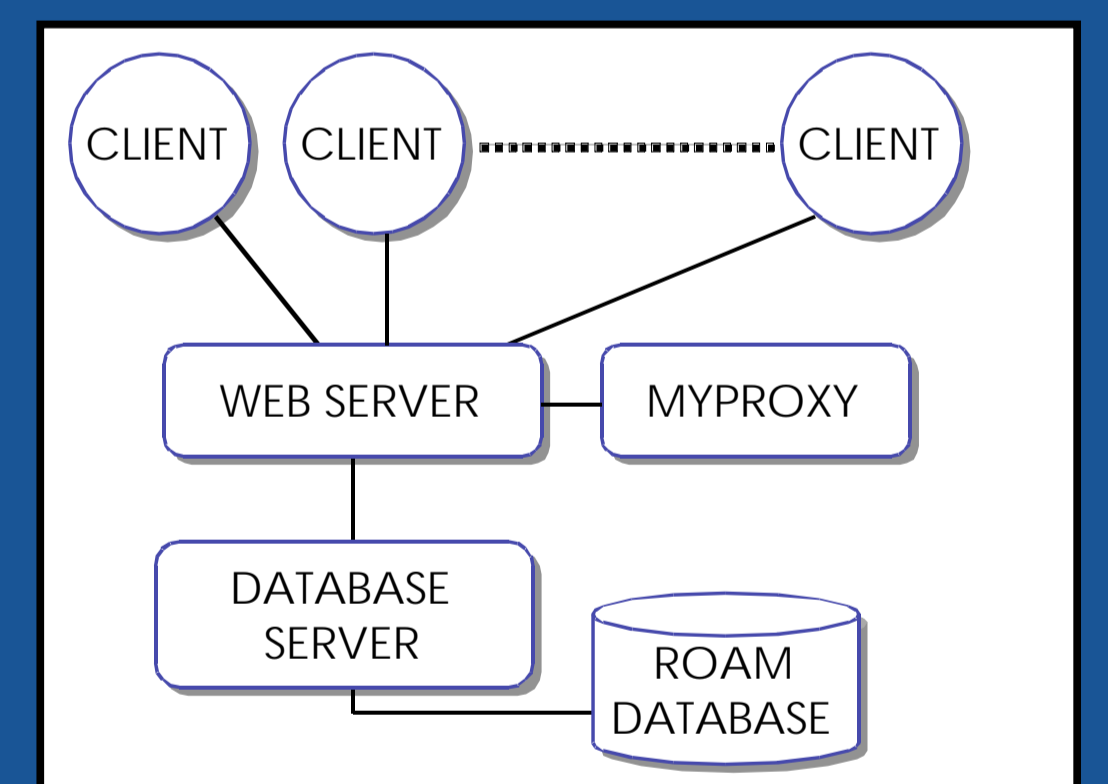 CLIENT
CLIENT
CLIENT
WEB SERVER
MYPROXY
DATABASE
SERVER
ROAM
DATABASE